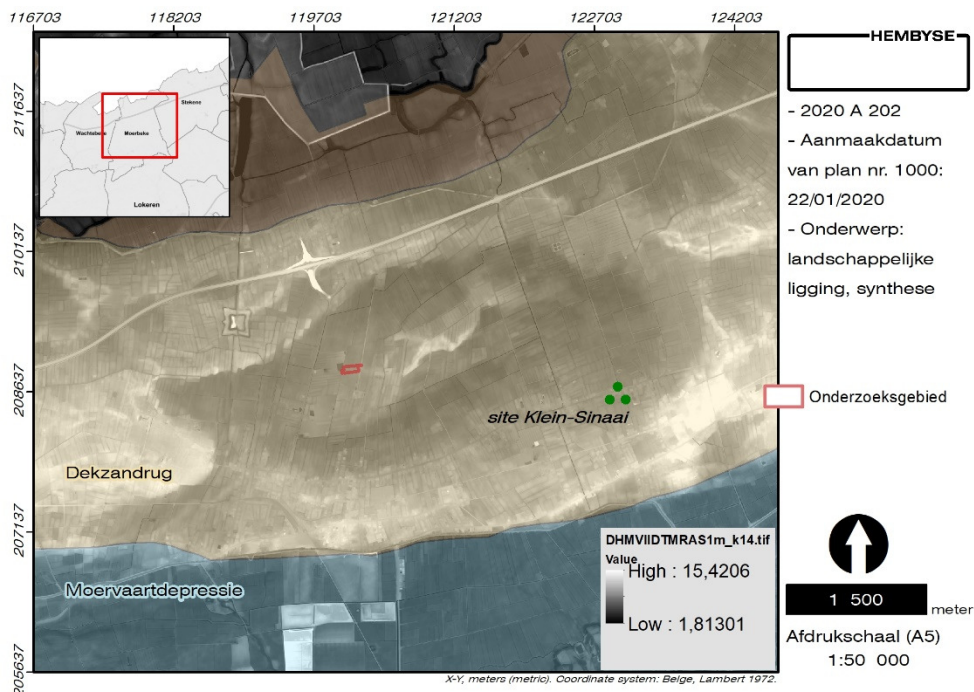 116703
118203
119703
121203
122703
124203
211637
210137
208637
207137
205637
Stekene
Wachtebeke
Moerbeke
Lokeren
site Klein-Sinaai
Dekzandrug
Moervaartdepressie
DHMVIIDTMRAS1m_k14.tif
Value
High : 15,4206
Low : 1,81301
X-Y, meters (metric). Coordinate system: Belge, Lambert 1972.
HEMBYSE
- 2020 A 202
- Aanmaakdatum
van plan nr. 1000:
22/01/2020
- Onderwerp:
landschappelijke
ligging, synthese
Onderzoeksgebied
1 500 meter
Afdrukschaal (A5)
1:50 000